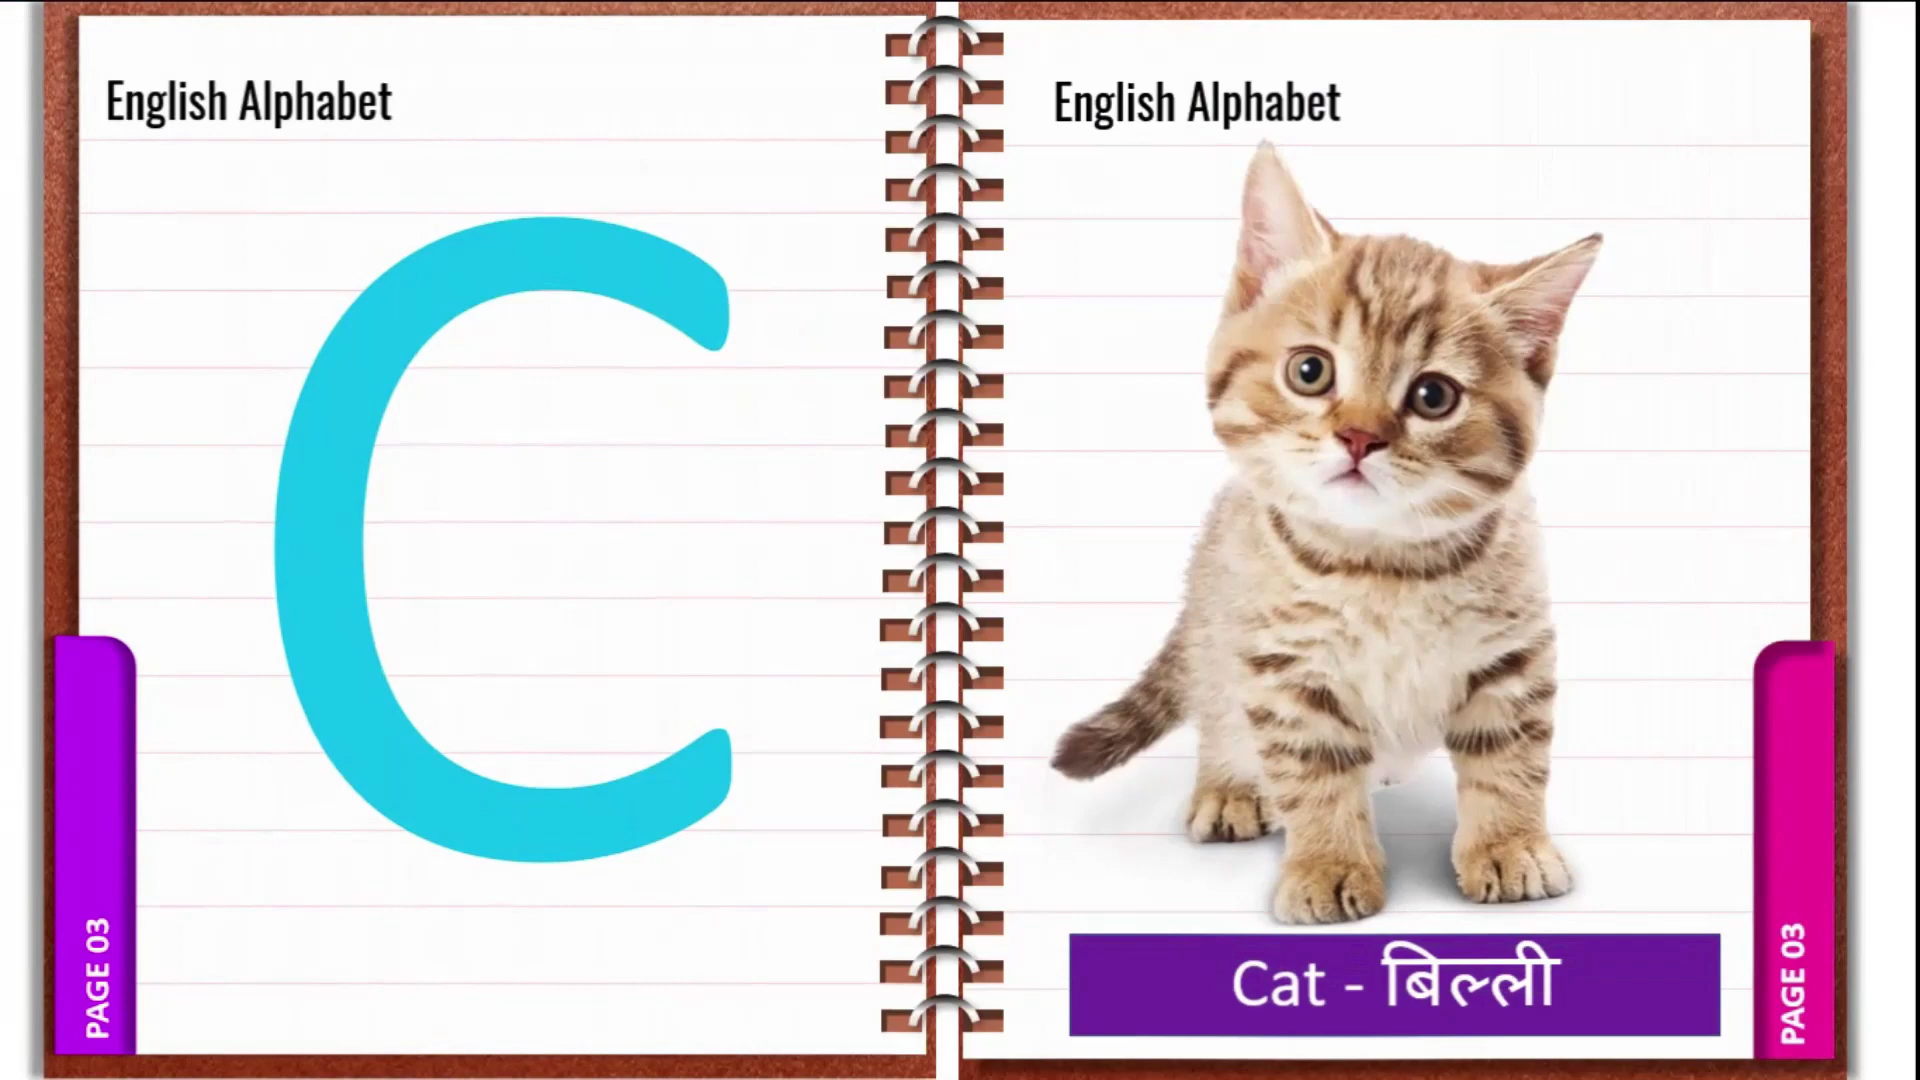 English Alphabet
C
PAGE 03
English Alphabet
Cat - बिल्ली
PAGE 03